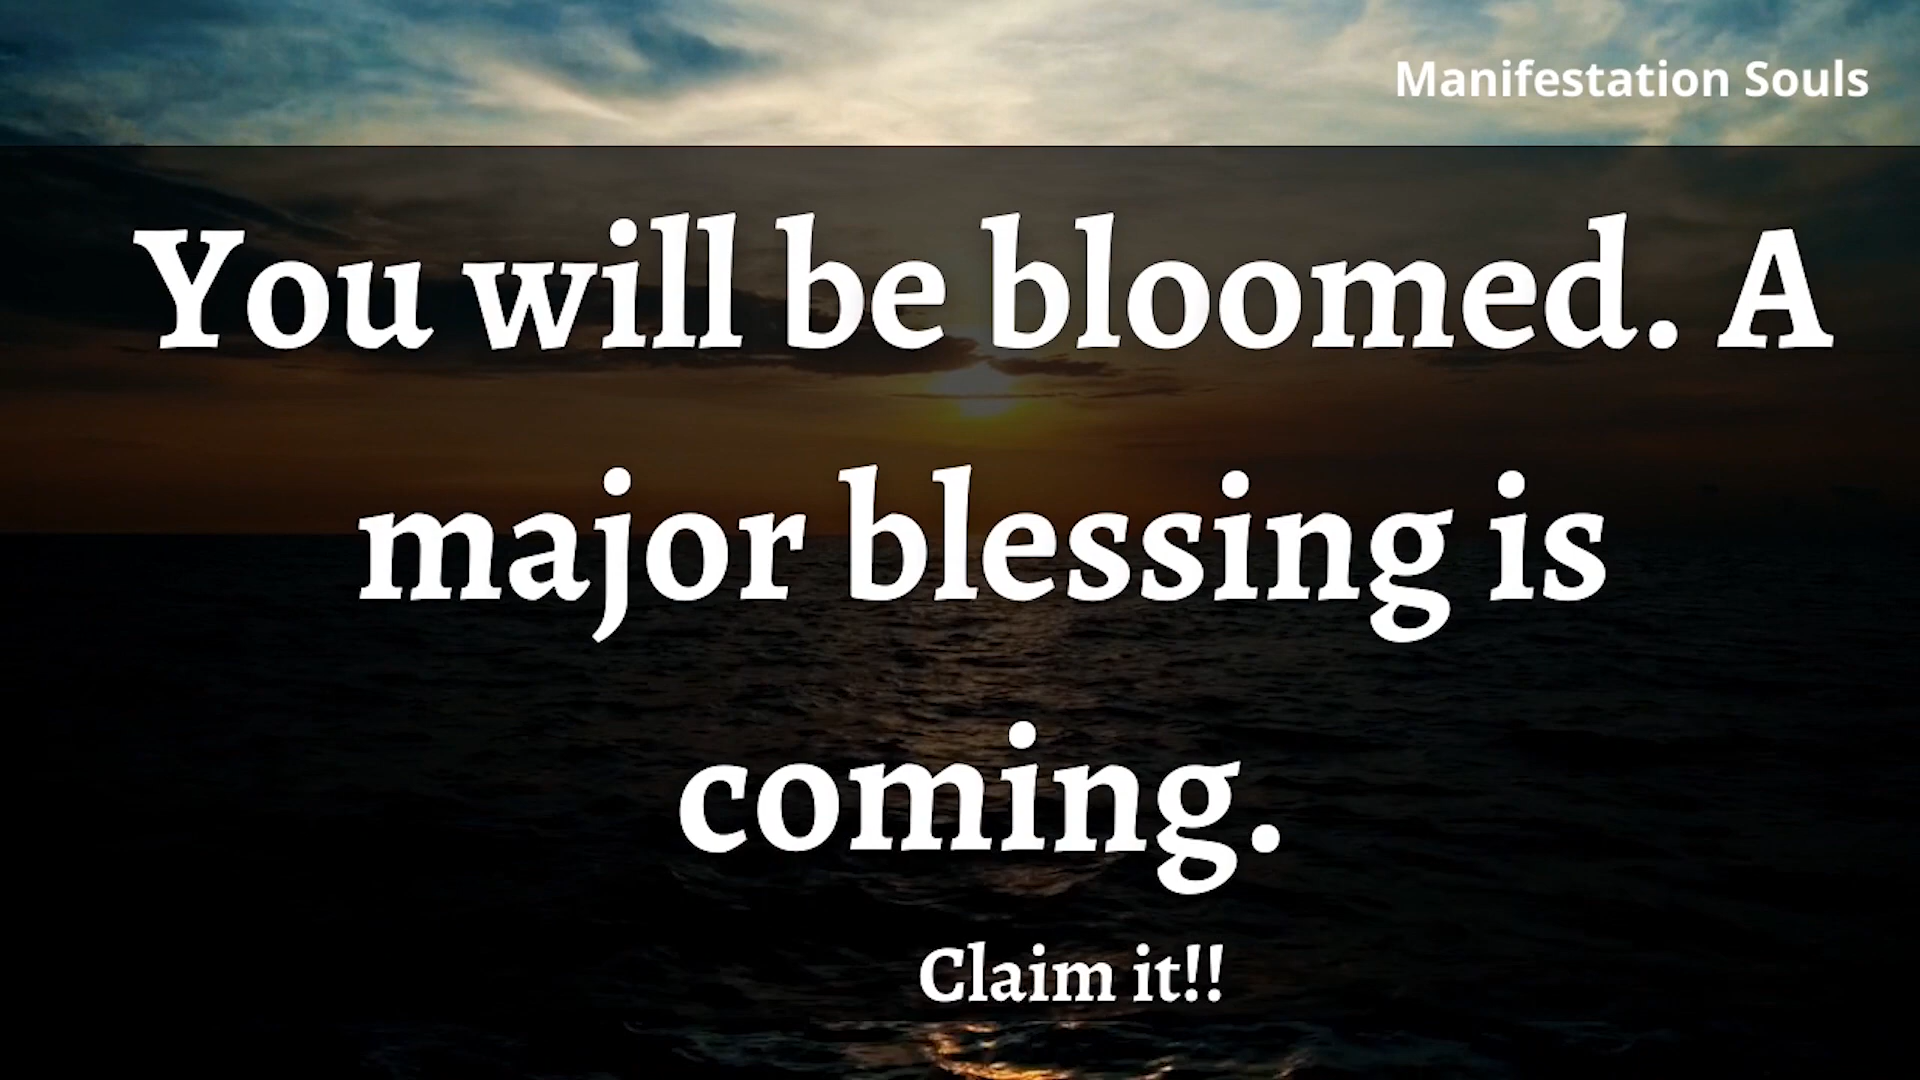 Manifestation Souls
You will be bloomed. A
major blessing is
coming.
Claim it!!